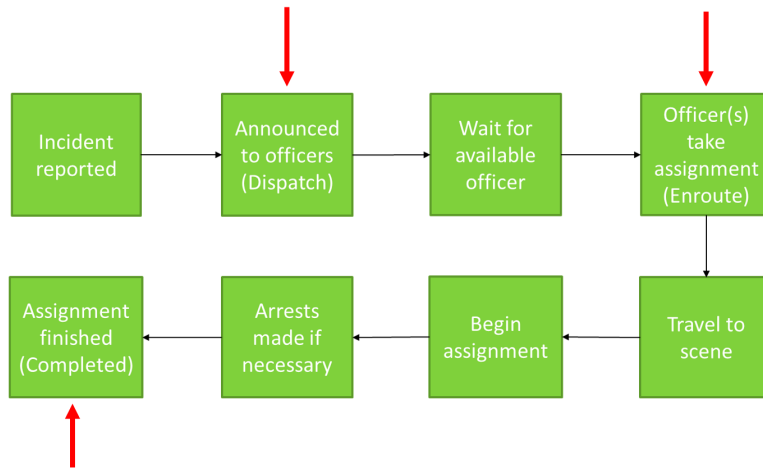 Incident
reported
Announced
to officers
(Dispatch)
Wait for
available
officer
Officer(s)
take
assignment
(Enroute)
Travel to
scene
Begin
assignment
Arrests
made if
necessary
Assignment
finished
(Completed)